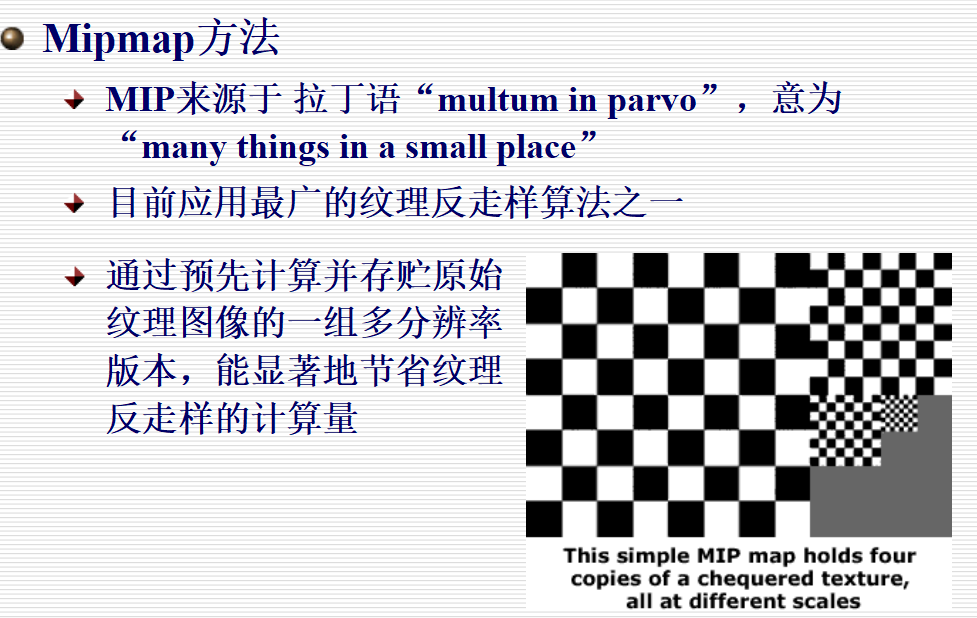 Mipmap方法
MIP来源于 拉丁语“multum in parvo”，意为
“many things in a small place”
目前应用最广的纹理反走样算法之一
通过预先计算并存贮原始
纹理图像的一组多分辨率
版本，能显著地节省纹理
反走样的计算量
This simple MIP map holds four
copies of a chequered texture,
all at different scales